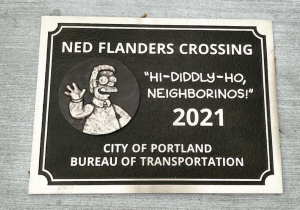 NED FLANDERS CROSSING
"HI-DIDDLY-HO,
NEIGHBORINOS!"
2021
CITY OF PORTLAND
BUREAU OF TRANSPORTATION